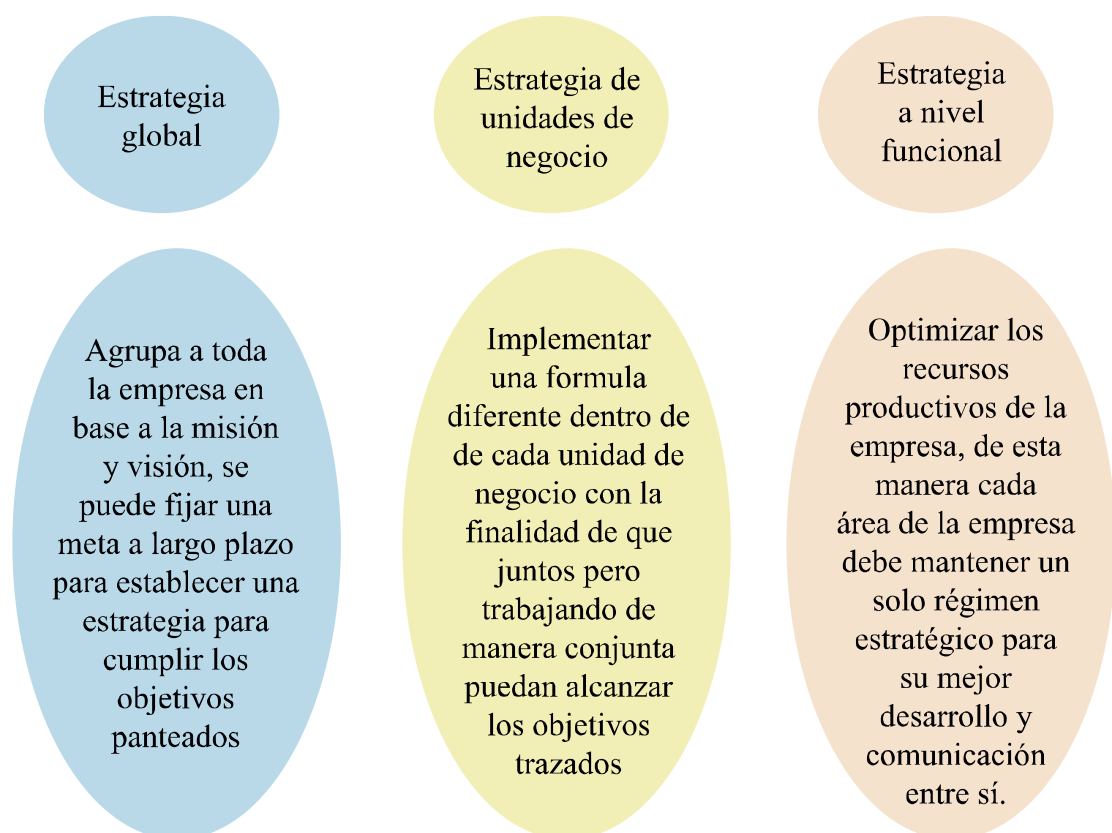 Estrategia
global
Estrategia de
unidades de
negocio
Estrategia
a nivel
funcional
Agrupa a toda
la empresa en
base a la misión
y visión, se
puede fijar una
meta a largo plazo
para establecer una
estrategia para
cumplir los
objetivos
panteados
Implementar
una formula
diferente dentro de
de cada unidad de
negocio con la
finalidad de que
juntos pero
trabajando de
manera conjunta
puedan alcanzar
los objetivos
trazados
Optimizar los
recursos
productivos de la
empresa, de esta
manera cada
área de la empresa
debe mantener un
solo régimen
estratégico para
su mejor
desarrollo y
comunicación
entre sí.